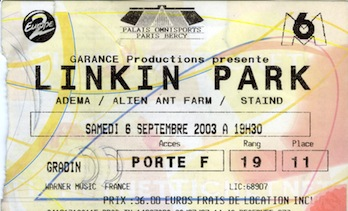 EUROPE 2
PALAIS OMNISPORTS
PARIS BERCY
6
GARANCE Productions presente
LINKIN PARK
ADEMA / ALIEN ANT FARM / STAIND
SAMEDI 6 SEPTEMBRE 2003 A 19H30
Acces Rang Place
GRADIN PORTE F 19 11
WARNER MUSIC FRANCE LIC:68907
PRIX :36.00 EUROS FRAIS DE LOCATION INCL